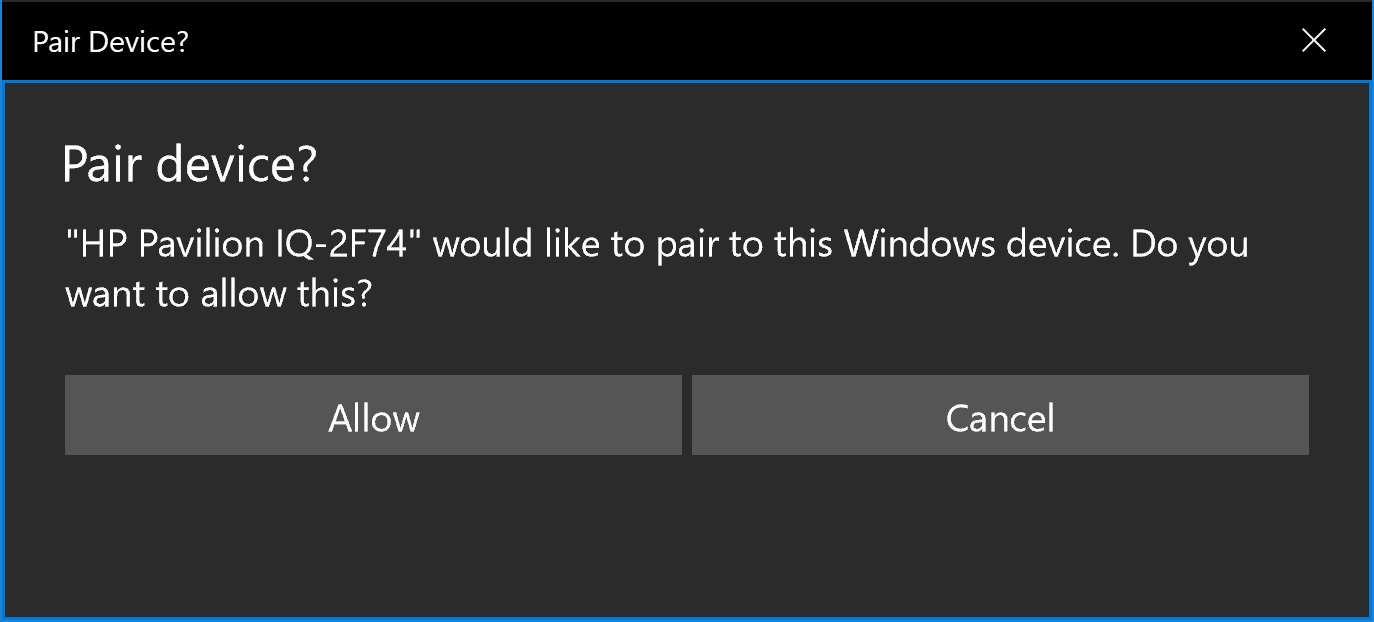 Pair Device?
Pair device?
"HP Pavilion IQ-2F74" would like to pair to this Windows device. Do you
want to allow this?
Allow
Cancel